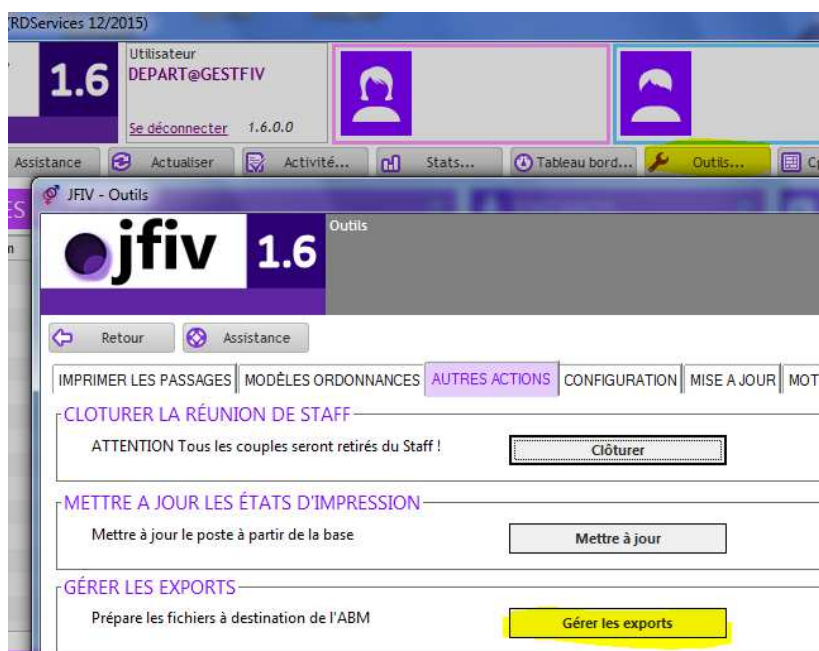 (RDServices 12/2015)
1.6
Utilisateur
DEPART@GESTFIV
Se déconnecter 1.6.0.0
Assistance Actualiser Activité... Stats... Tableau bord... Outils...
JFIV - Outils
jfiv 1.6
Outils
Retour Assistance
IMPRIMER LES PASSAGES MODÈLES ORDONNANCES AUTRES ACTIONS CONFIGURATION MISE A JOUR MOT
CLOTURER LA RÉUNION DE STAFF
ATTENTION Tous les couples seront retirés du Staff ! Clôturer
METTRE A JOUR LES ÉTATS D'IMPRESSION
Mettre à jour le poste à partir de la base Mettre à jour
GÉRER LES EXPORTS
Prépare les fichiers à destination de l'ABM Gérer les exports